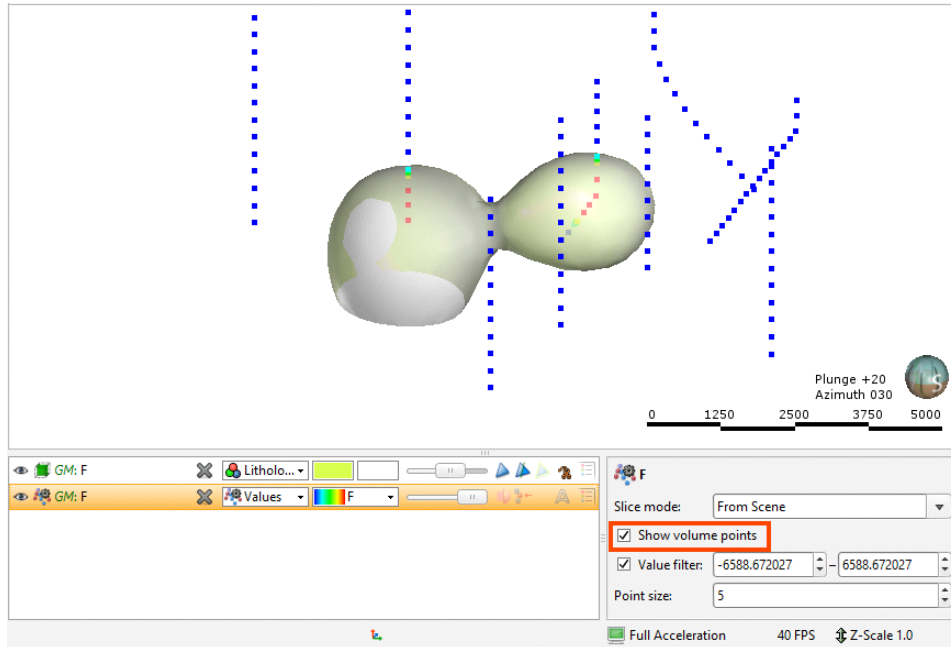 Plunge +20
Azimuth 030
S
0 1250 2500 3750 5000
GM: F Litholo...
GM: F Values F A
F
Slice mode: From Scene
Show volume points
Value filter: -6588.672027 – 6588.672027
Point size: 5
Full Acceleration 40 FPS Z-Scale 1.0